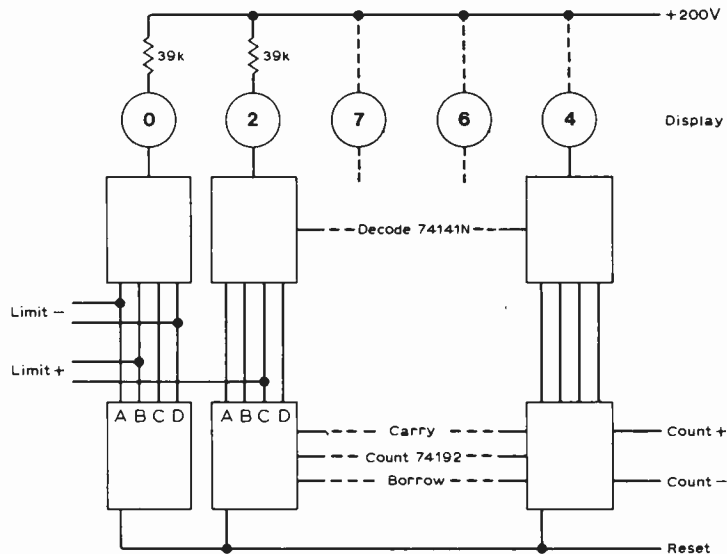 +200V
39k 39k
0 2 7 6 4 Display
Decode 74141N
Limit −
Limit +
A B C D A B C D
Carry Count +
Count 74192
Borrow Count −
Reset